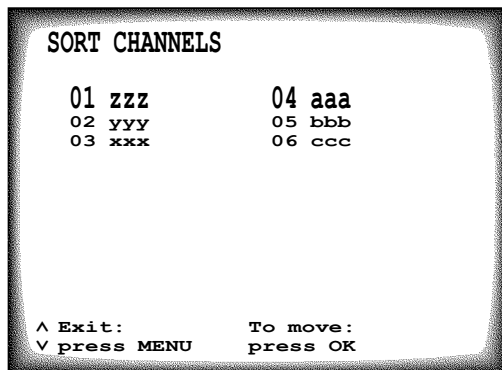 SORT CHANNELS
01 zzz 04 aaa
02 yyy 05 bbb
03 xxx 06 ccc
∧ Exit: To move:
∨ press MENU press OK